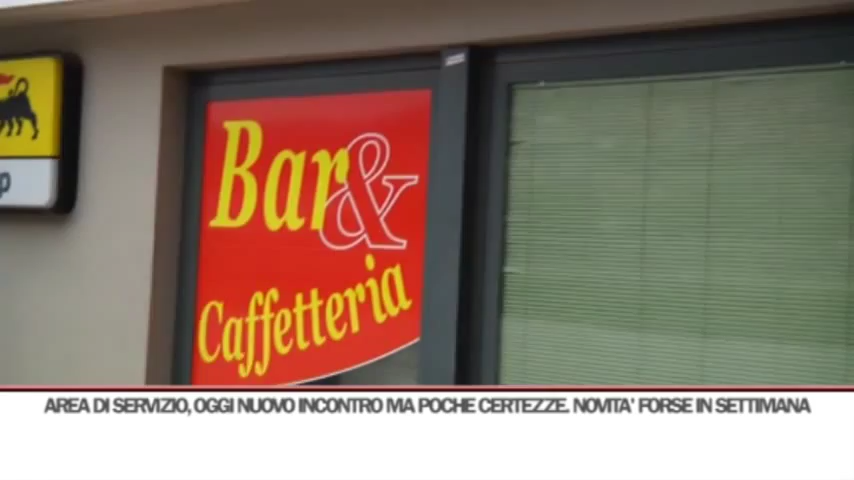 Bar &
Caffetteria
p
AREA DI SERVIZIO, OGGI NUOVO INCONTRO MA POCHE CERTEZZE. NOVITA' FORSE IN SETTIMANA